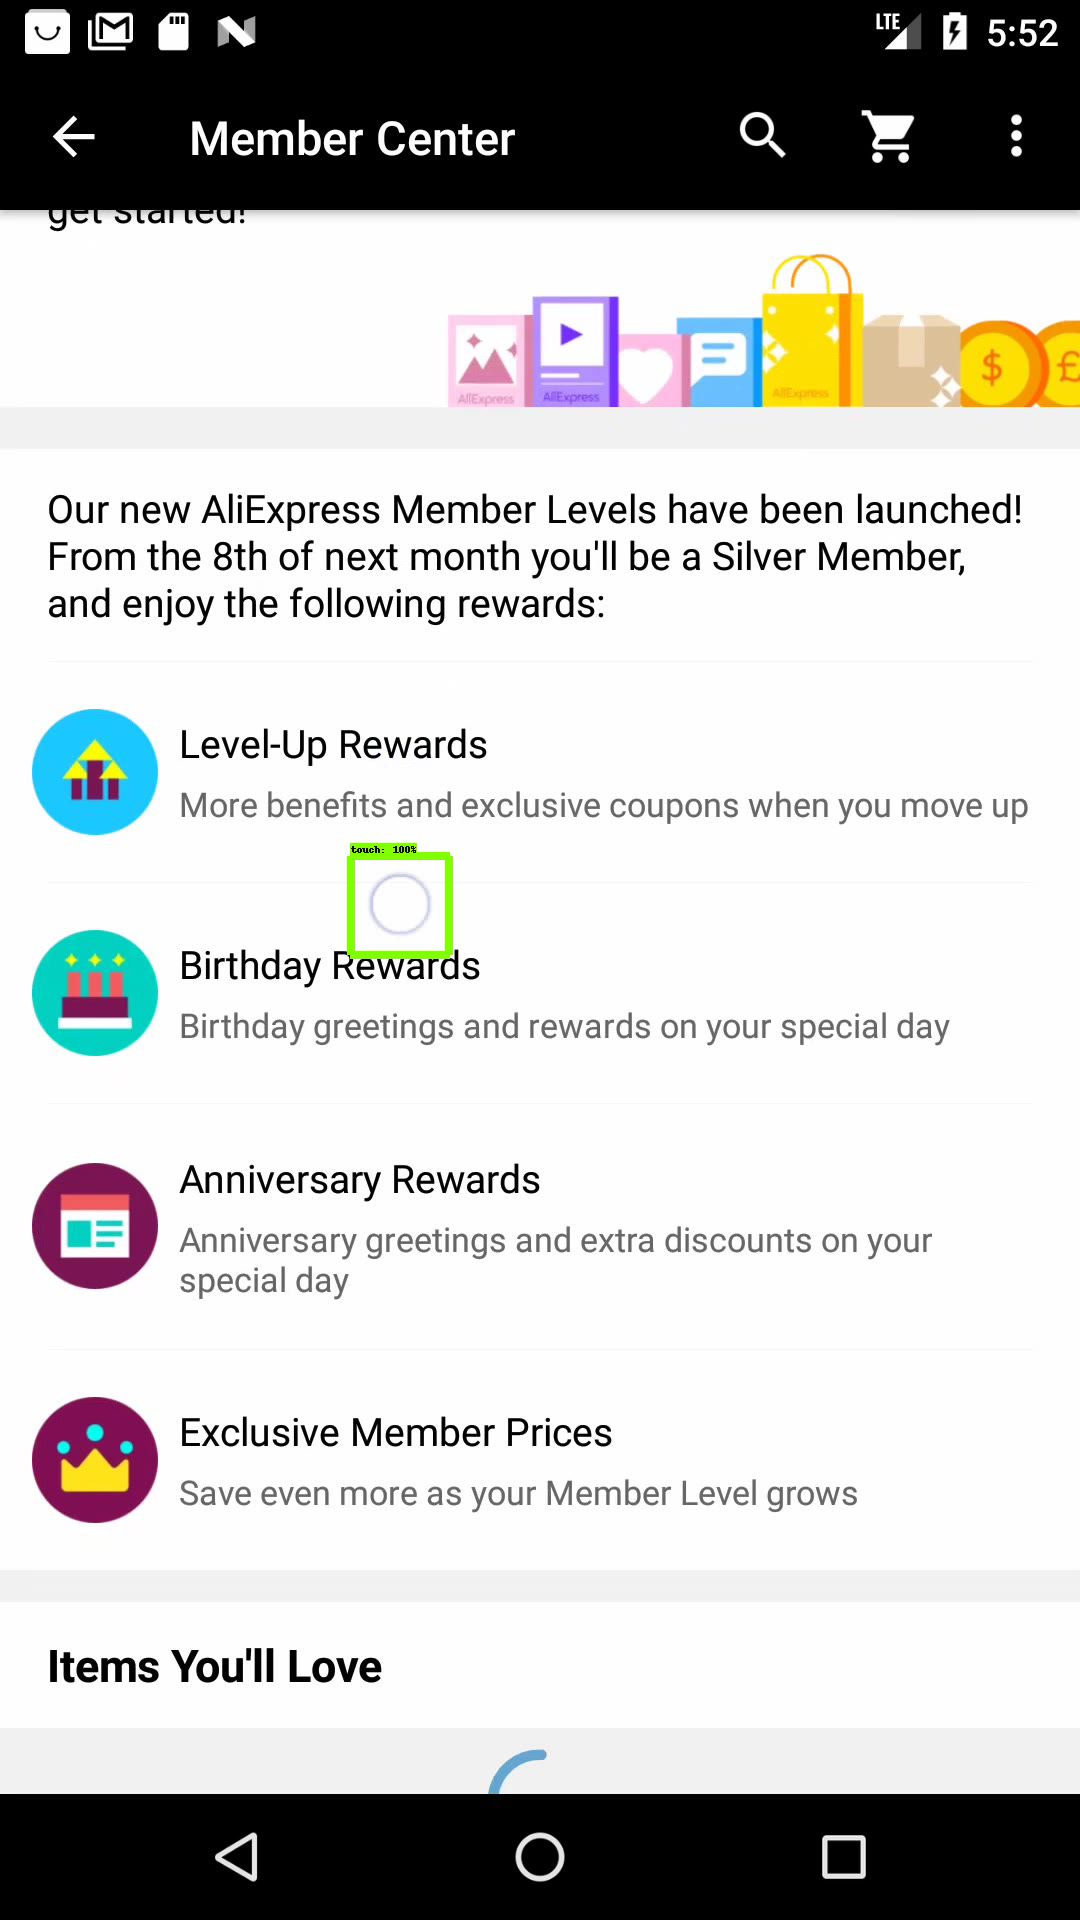 LTE 5:52
Member Center
get started!
AliExpress AliExpress AliExpress
$ £
Our new AliExpress Member Levels have been launched!
From the 8th of next month you'll be a Silver Member,
and enjoy the following rewards:
Level-Up Rewards
More benefits and exclusive coupons when you move up
touch: 100%
Birthday Rewards
Birthday greetings and rewards on your special day
Anniversary Rewards
Anniversary greetings and extra discounts on your
special day
Exclusive Member Prices
Save even more as your Member Level grows
Items You'll Love